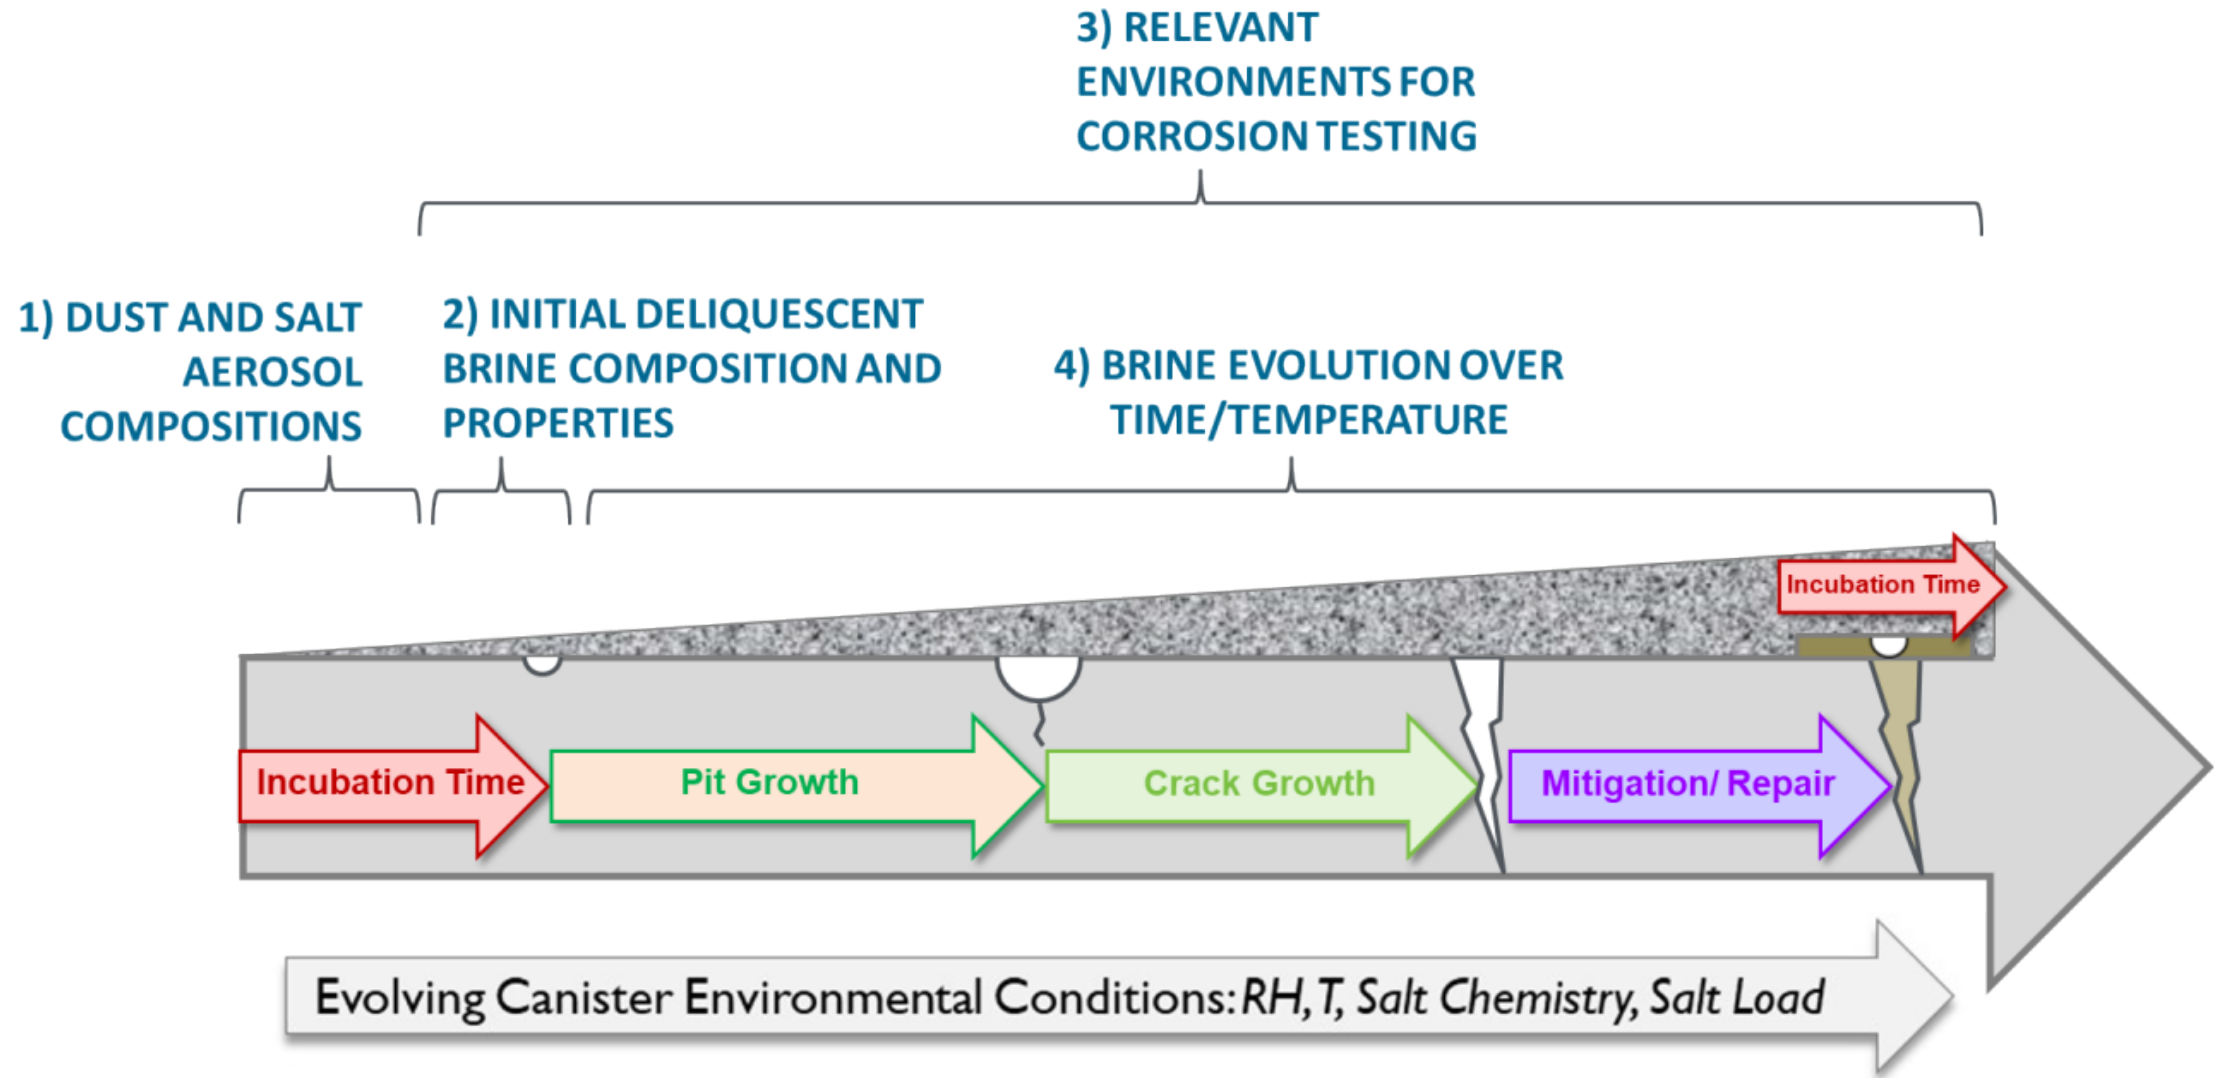 3) RELEVANT
ENVIRONMENTS FOR
CORROSION TESTING
1) DUST AND SALT
AEROSOL
COMPOSITIONS
2) INITIAL DELIQUESCENT
BRINE COMPOSITION AND
PROPERTIES
4) BRINE EVOLUTION OVER
TIME/TEMPERATURE
Incubation Time
Incubation Time
Pit Growth
Crack Growth
Mitigation/ Repair
Evolving Canister Environmental Conditions: RH, T, Salt Chemistry, Salt Load